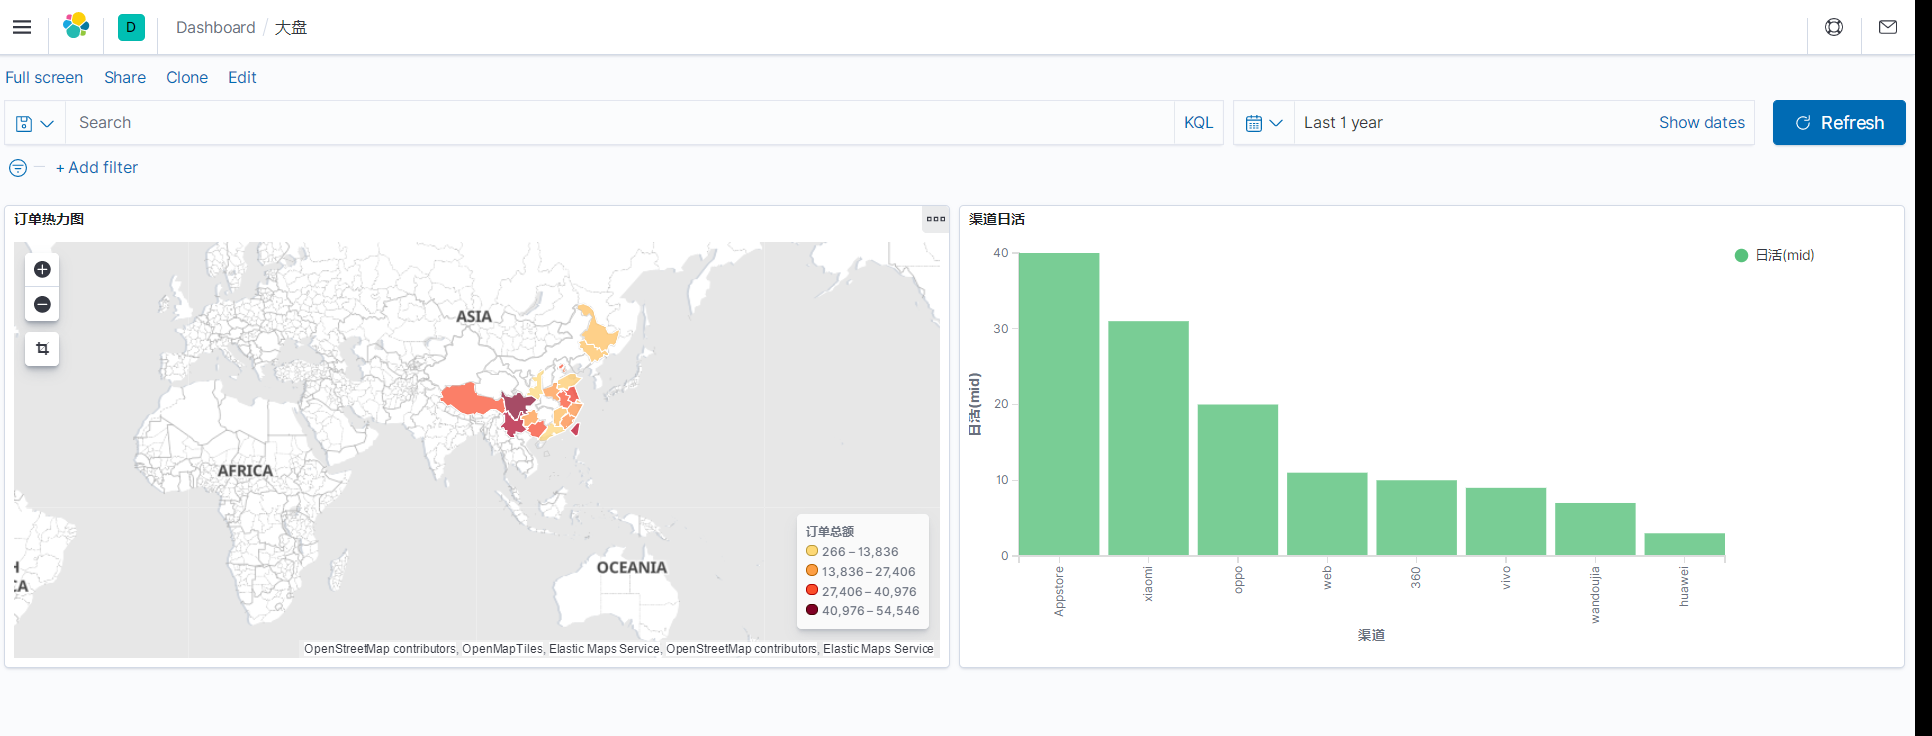 D
Dashboard / 大盘
Full screen Share Clone Edit
Search KQL Last 1 year Show dates Refresh
+ Add filter
订单热力图
ASIA
AFRICA
OCEANIA
H
CA
订单总额
266 – 13,836
13,836 – 27,406
27,406 – 40,976
40,976 – 54,546
OpenStreetMap contributors, OpenMapTiles, Elastic Maps Service, OpenStreetMap contributors, Elastic Maps Service
渠道日活
日活(mid)
40
30
20
10
0
日活(mid)
Appstore
xiaomi
oppo
web
360
vivo
wandoujia
huawei
渠道